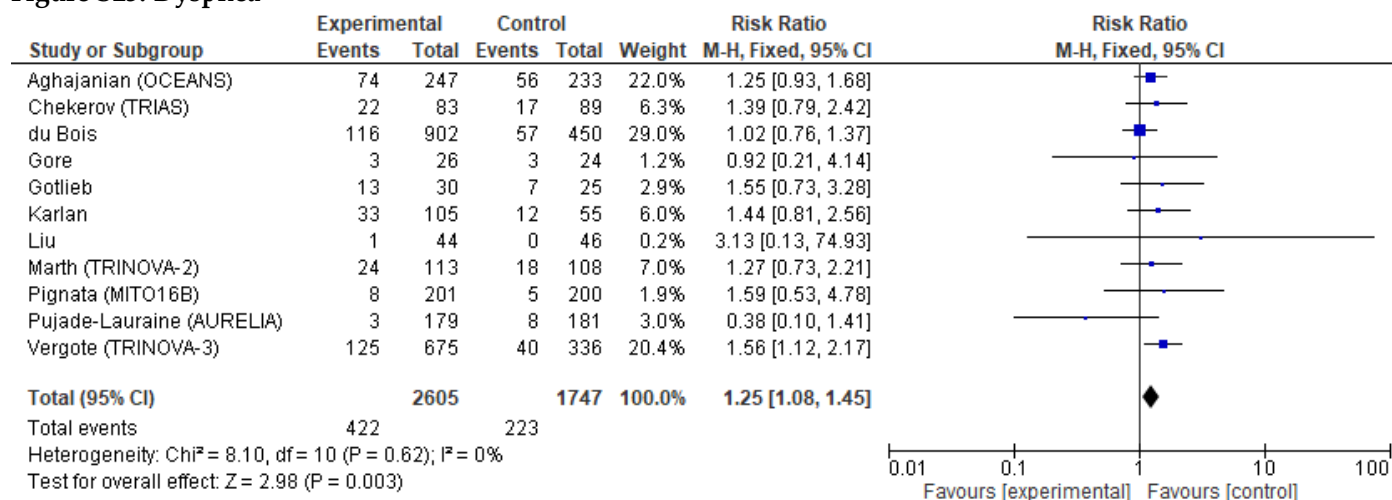 Experimental Control Risk Ratio Risk Ratio
Study or Subgroup Events Total Events Total Weight M-H, Fixed, 95% CI M-H, Fixed, 95% CI
Aghajanian (OCEANS) 74 247 56 233 22.0% 1.25 [0.93, 1.68]
Chekerov (TRIAS) 22 83 17 89 6.3% 1.39 [0.79, 2.42]
du Bois 116 902 57 450 29.0% 1.02 [0.76, 1.37]
Gore 3 26 3 24 1.2% 0.92 [0.21, 4.14]
Gotlieb 13 30 7 25 2.9% 1.55 [0.73, 3.28]
Karlan 33 105 12 55 6.0% 1.44 [0.81, 2.56]
Liu 1 44 0 46 0.2% 3.13 [0.13, 74.93]
Marth (TRINOVA-2) 24 113 18 108 7.0% 1.27 [0.73, 2.21]
Pignata (MITO16B) 8 201 5 200 1.9% 1.59 [0.53, 4.78]
Pujade-Lauraine (AURELIA) 3 179 8 181 3.0% 0.38 [0.10, 1.41]
Vergote (TRINOVA-3) 125 675 40 336 20.4% 1.56 [1.12, 2.17]
Total (95% CI) 2605 1747 100.0% 1.25 [1.08, 1.45]
Total events 422 223
Heterogeneity: Chi² = 8.10, df = 10 (P = 0.62); I² = 0%
Test for overall effect: Z = 2.98 (P = 0.003)
0.01 0.1 1 10 100
Favours [experimental] Favours [control]